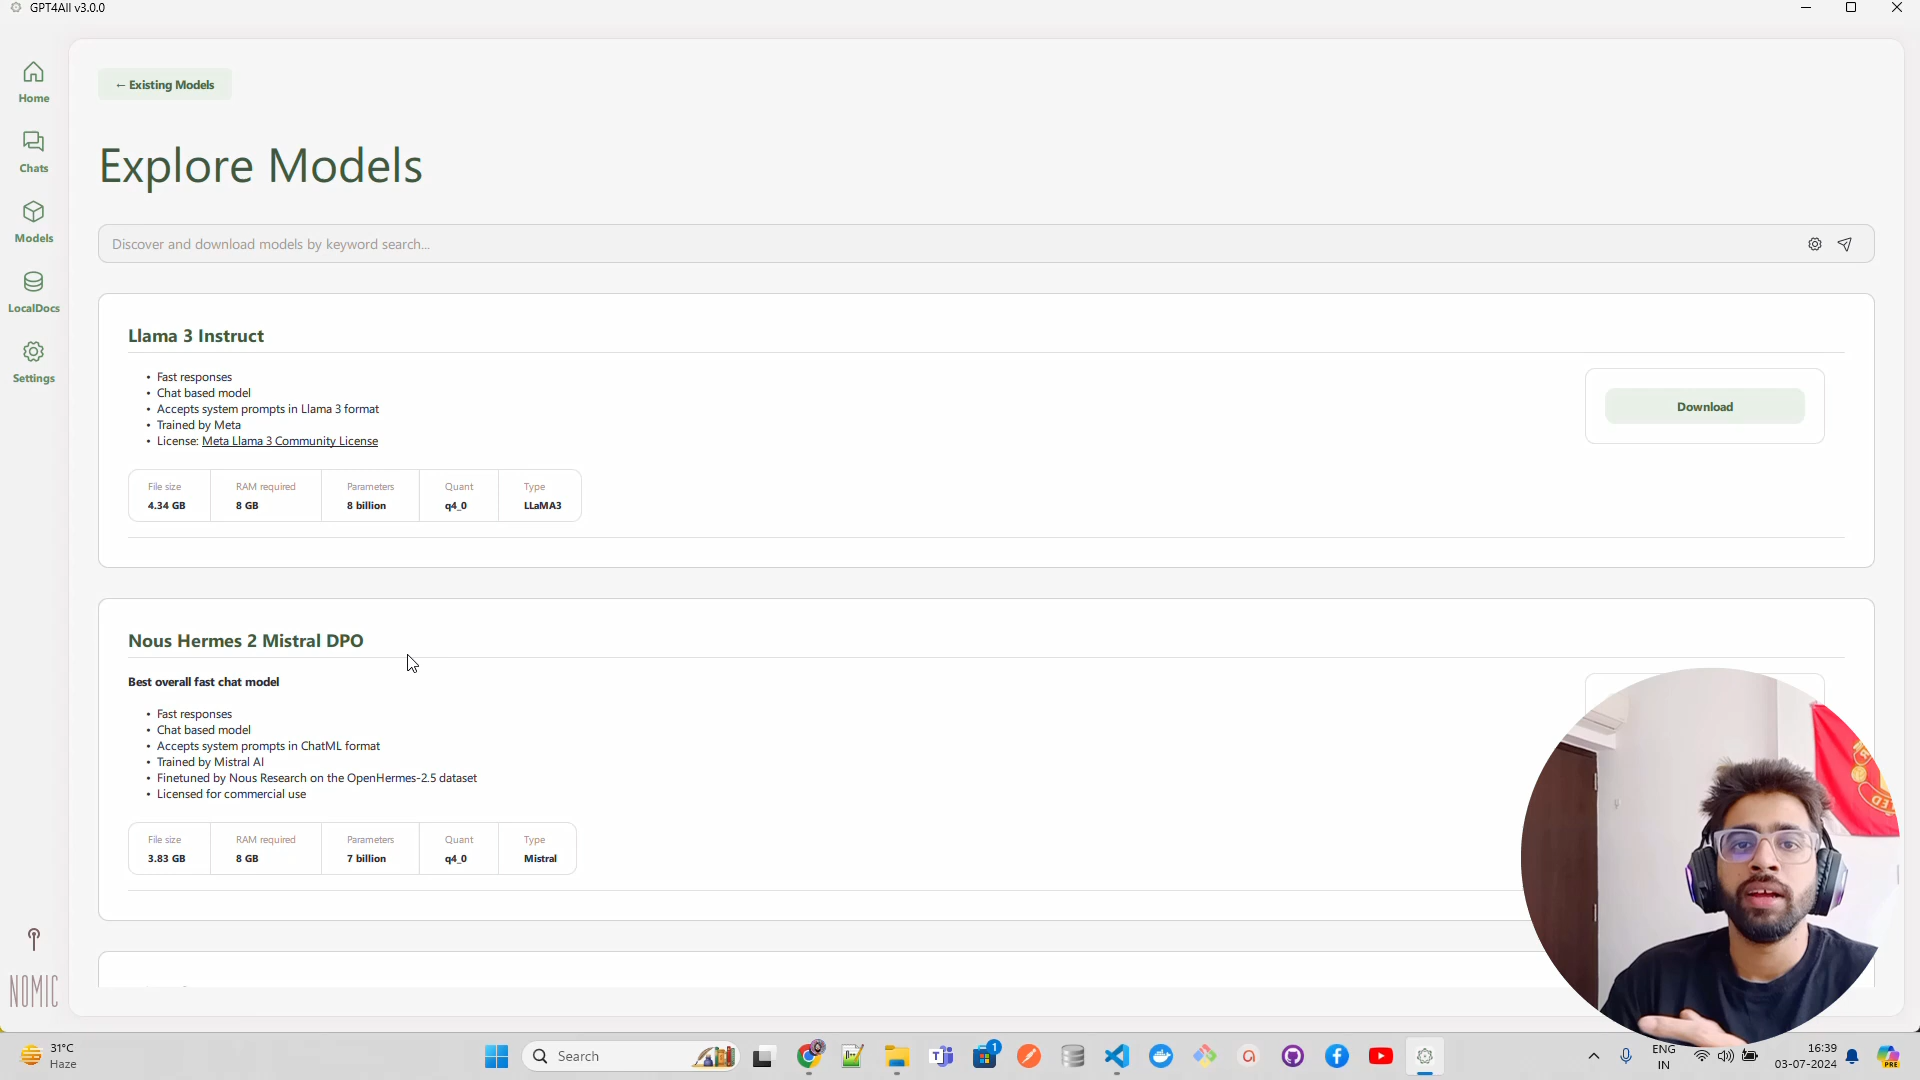 GPT4All v3.0.0
Home
Chats
Models
LocalDocs
Settings
NOMIC
← Existing Models
Explore Models
Discover and download models by keyword search...
Llama 3 Instruct
• Fast responses
• Chat based model
• Accepts system prompts in Llama 3 format
• Trained by Meta
• License: Meta Llama 3 Community License
Download
File size RAM required Parameters Quant Type
4.34 GB 8 GB 8 billion q4_0 LLaMA3
Nous Hermes 2 Mistral DPO
Best overall fast chat model
• Fast responses
• Chat based model
• Accepts system prompts in ChatML format
• Trained by Mistral AI
• Finetuned by Nous Research on the OpenHermes-2.5 dataset
• Licensed for commercial use
File size RAM required Parameters Quant Type
3.83 GB 8 GB 7 billion q4_0 Mistral
31°C
Haze
Search
1
ENG
IN
16:39
03-07-2024
PRE